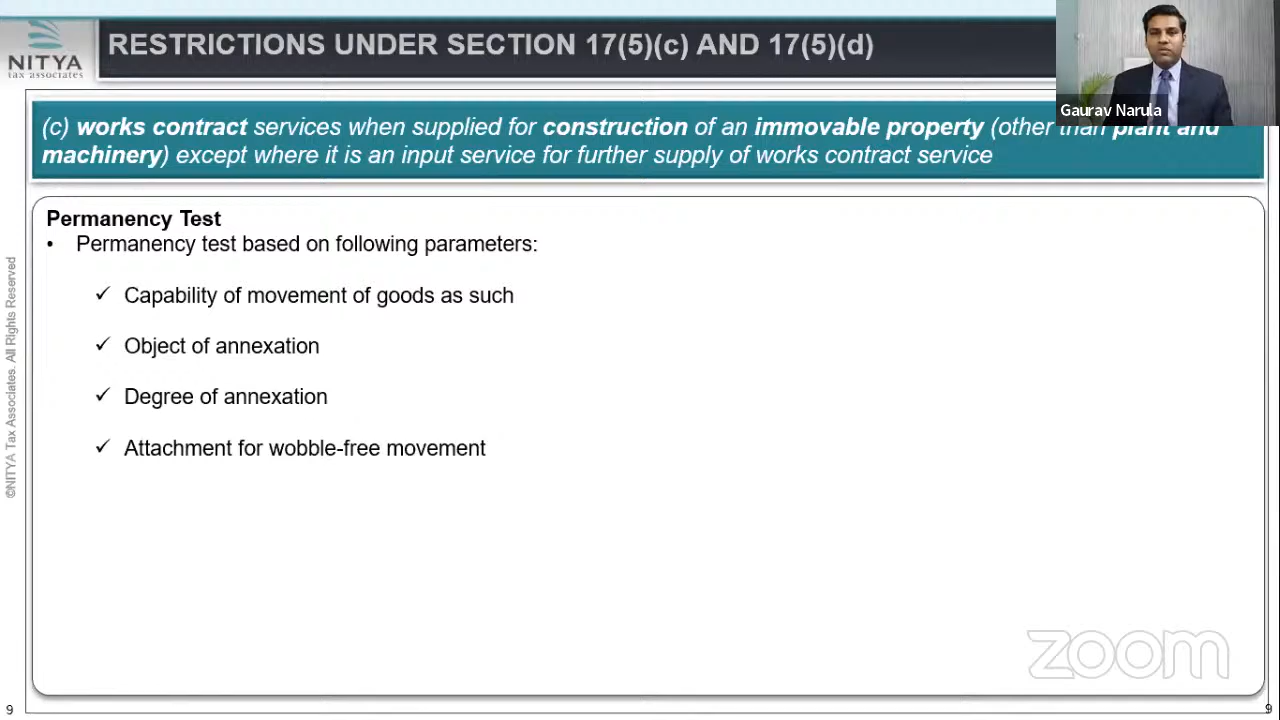 NITYA
tax associates
RESTRICTIONS UNDER SECTION 17(5)(c) AND 17(5)(d)
Gaurav Narula
(c) works contract services when supplied for construction of an immovable property (other than plant and
machinery) except where it is an input service for further supply of works contract service
Permanency Test
• Permanency test based on following parameters:
✓ Capability of movement of goods as such
✓ Object of annexation
✓ Degree of annexation
✓ Attachment for wobble-free movement
©NITYA Tax Associates. All Rights Reserved
zoom
9
9